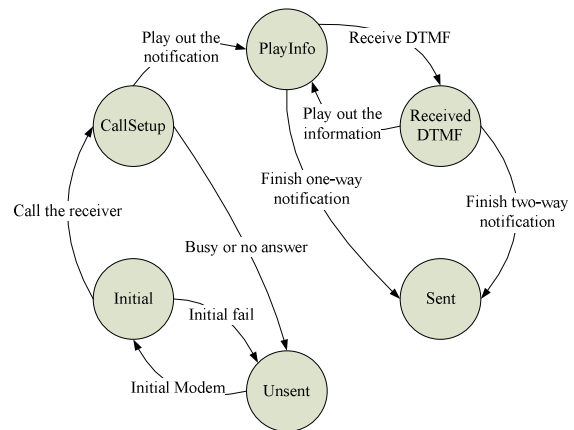 Play out the
notification
PlayInfo
Receive DTMF
CallSetup
Play out the
information
Received
DTMF
Finish one-way
notification
Finish two-way
notification
Call the receiver
Busy or no answer
Initial
Initial fail
Sent
Initial Modem
Unsent